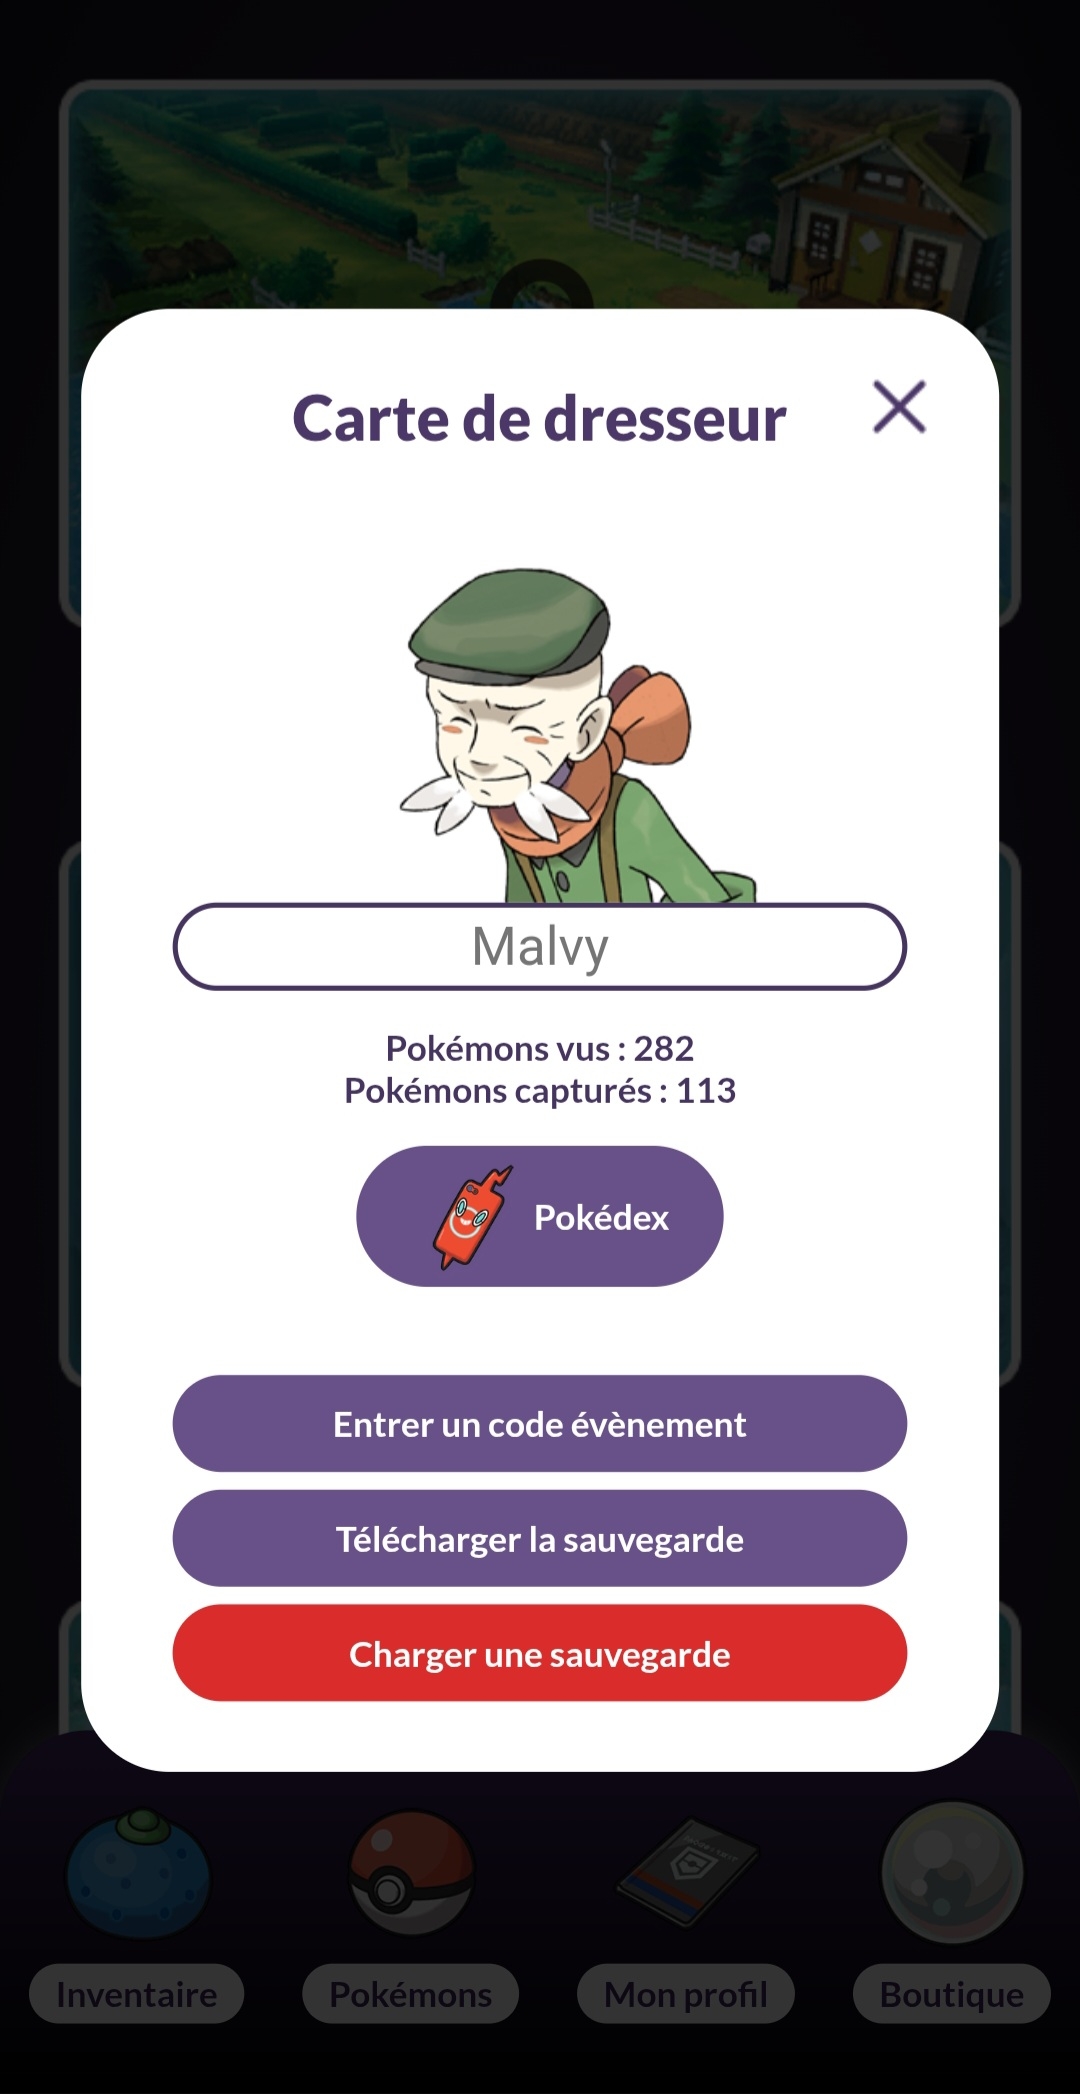 Carte de dresseur
Malvy
Pokémons vus : 282
Pokémons capturés : 113
Pokédex
Entrer un code évènement
Télécharger la sauvegarde
Charger une sauvegarde
Inventaire
Pokémons
Mon profil
Boutique